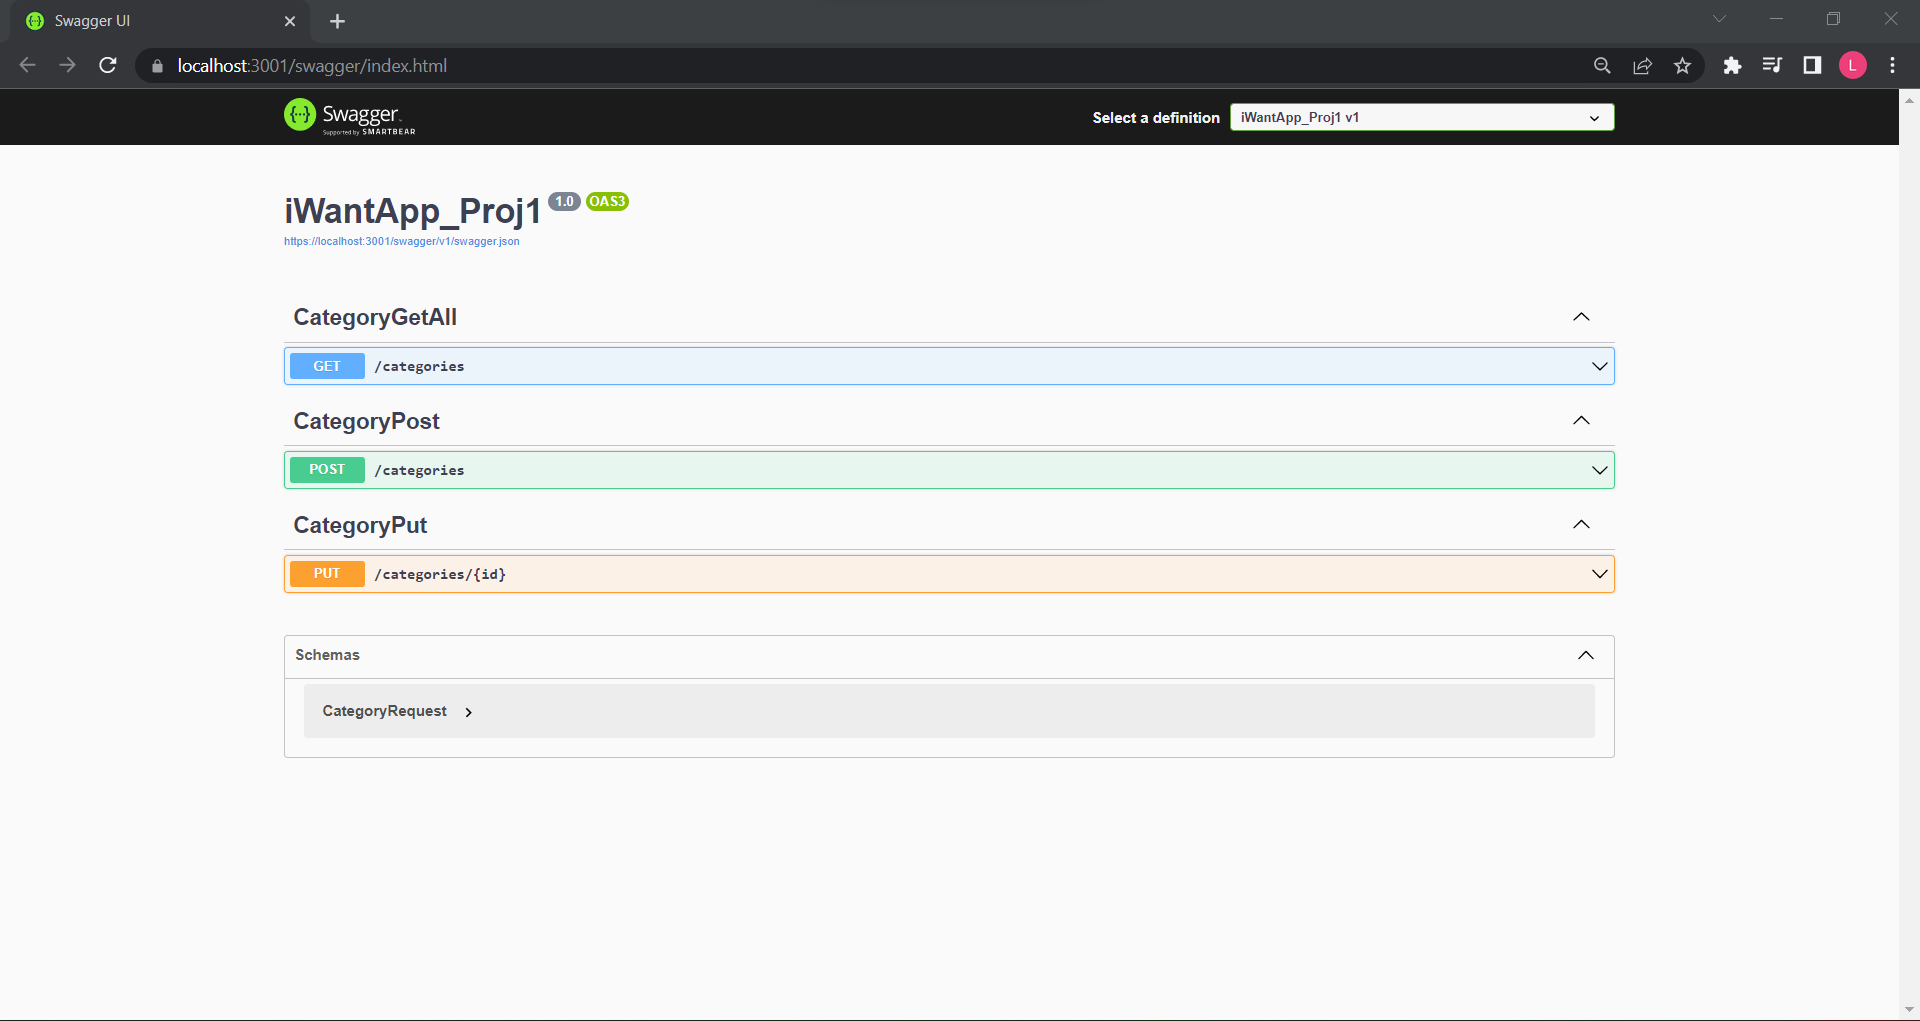 Swagger UI
localhost:3001/swagger/index.html
L
Swagger
Supported by SMARTBEAR
Select a definition
iWantApp_Proj1 v1
iWantApp_Proj1 1.0 OAS3
https://localhost:3001/swagger/v1/swagger.json
CategoryGetAll
GET /categories
CategoryPost
POST /categories
CategoryPut
PUT /categories/{id}
Schemas
CategoryRequest